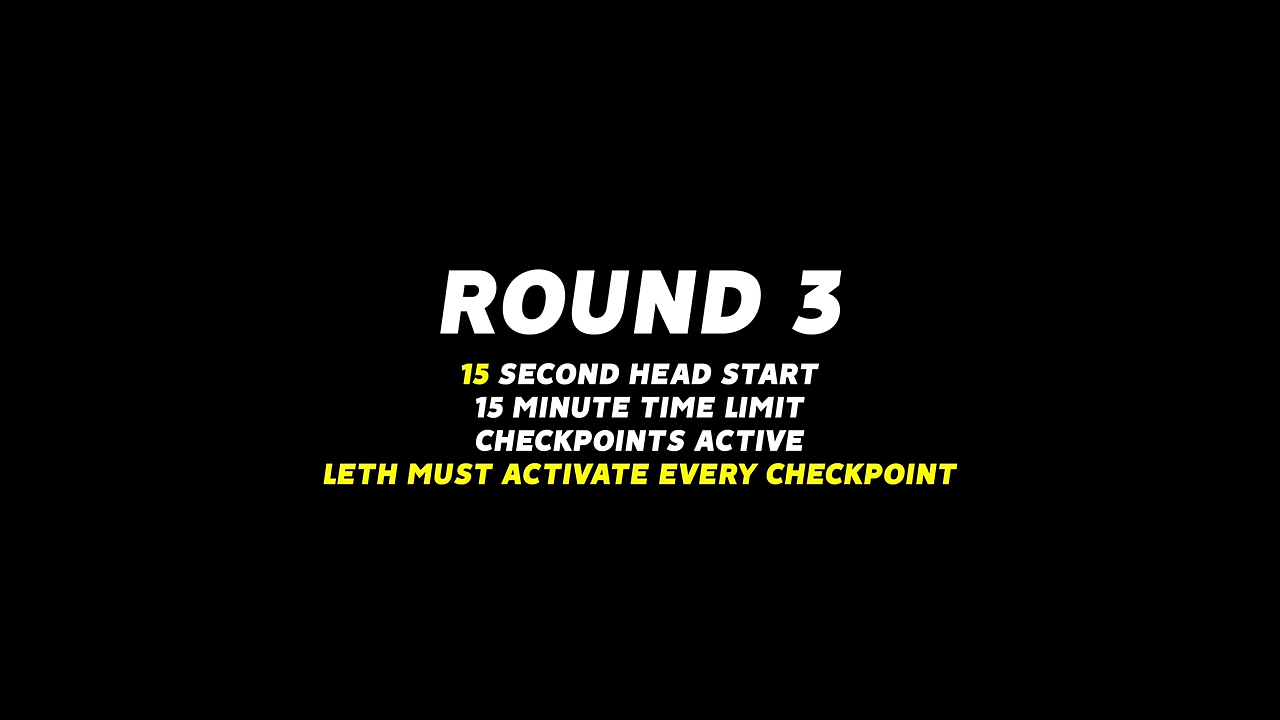 ROUND 3
15 SECOND HEAD START
15 MINUTE TIME LIMIT
CHECKPOINTS ACTIVE
LETH MUST ACTIVATE EVERY CHECKPOINT